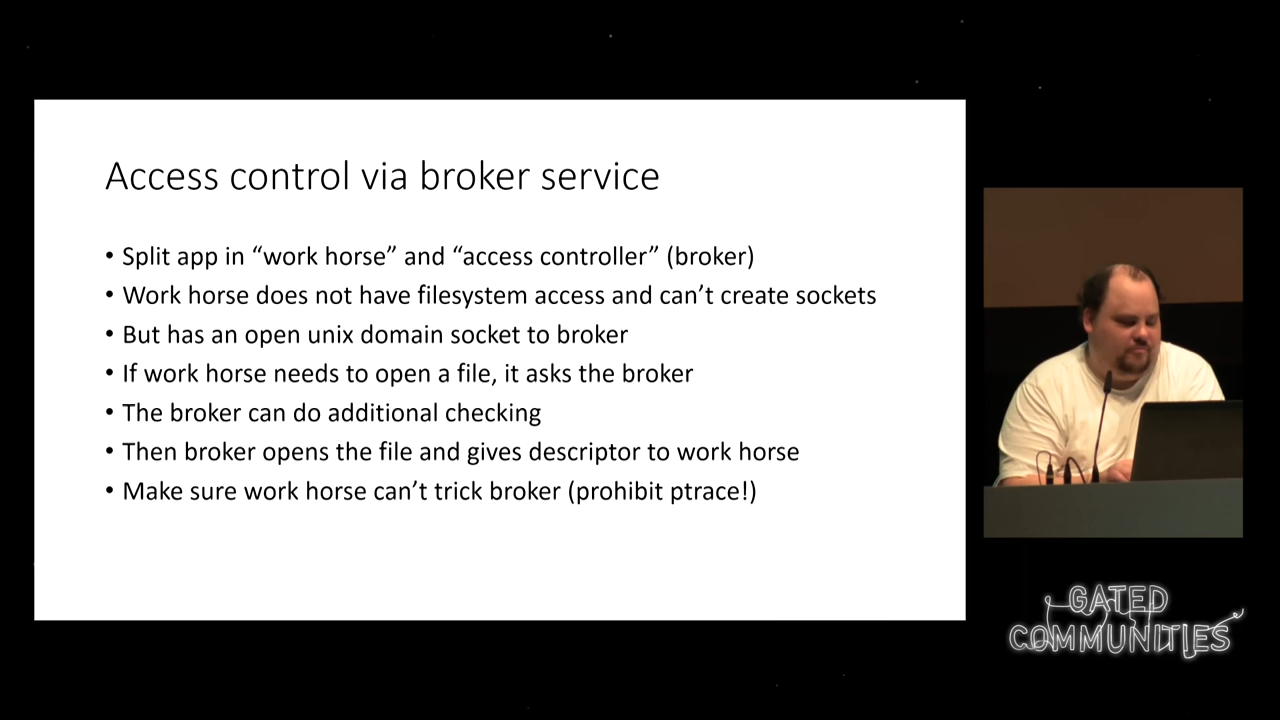 Access control via broker service
• Split app in “work horse” and “access controller” (broker)
• Work horse does not have filesystem access and can’t create sockets
• But has an open unix domain socket to broker
• If work horse needs to open a file, it asks the broker
• The broker can do additional checking
• Then broker opens the file and gives descriptor to work horse
• Make sure work horse can’t trick broker (prohibit ptrace!)
GATED
COMMUNITIES